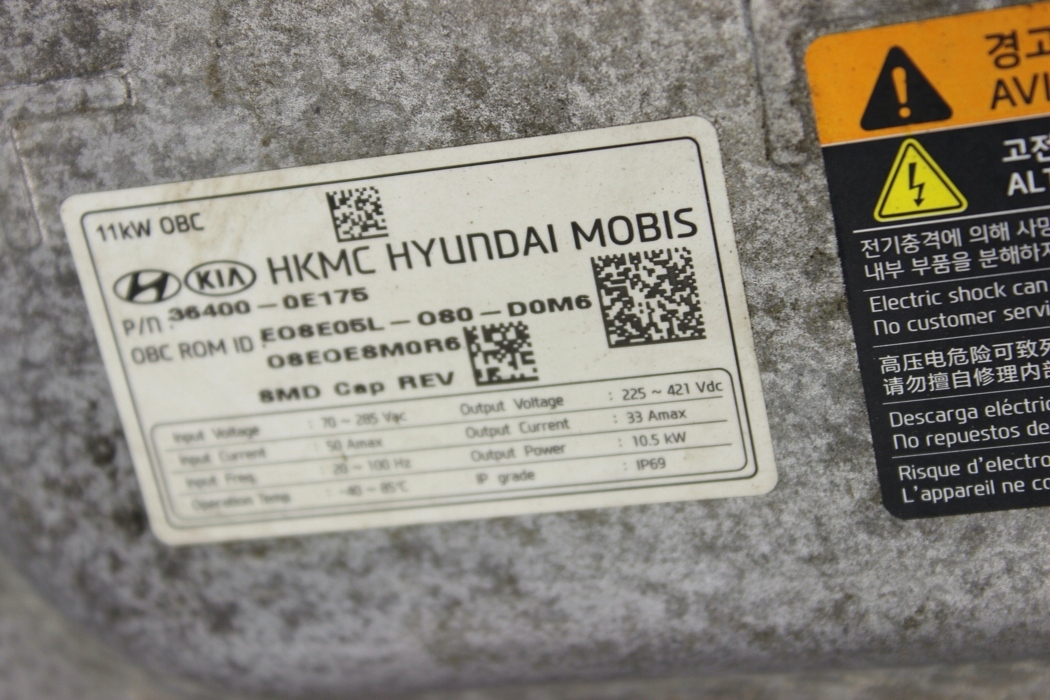 11kW OBC
KIA HKMC HYUNDAI MOBIS
P/n : 36400-0E175
OBC ROM ID : E08E05L-080-D0M6
08E0E8M0R6
SMD Cap REV
Input Voltage : 70 ~ 285 Vac Output Voltage : 225 ~ 421 Vdc
Input Current : 50 Amax Output Current : 33 Amax
Input Freq. : 20 ~ 100 Hz Output Power : 10.5 kW
Operation Temp. : -40 ~ 85℃ IP grade : IP69
경고
AVI
고전
ALT
전기충격에 의해 사망
내부 부품을 분해하지
Electric shock can
No customer servi
高压电危险可致死
请勿擅自修理内部
Descarga eléctric
No repuestos de
Risque d'electro
L'appareil ne co